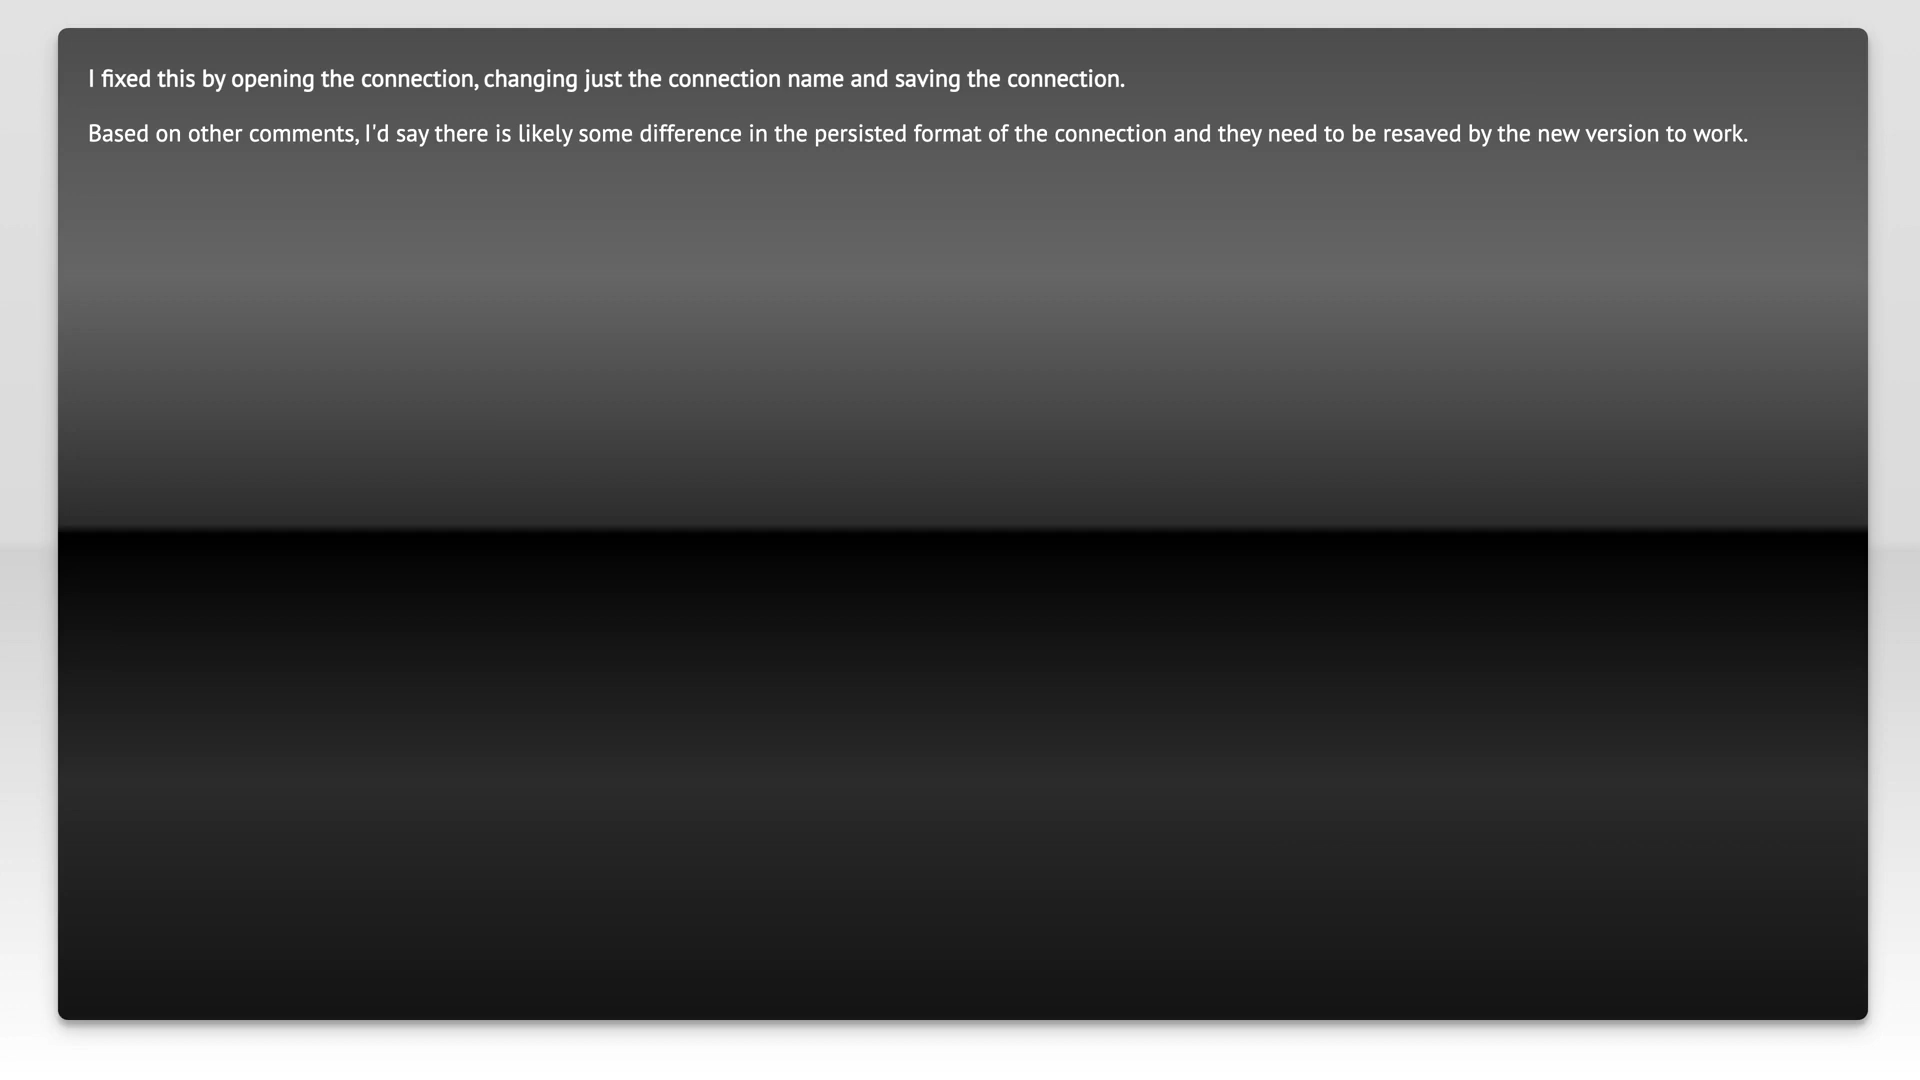 I fixed this by opening the connection, changing just the connection name and saving the connection.
Based on other comments, I'd say there is likely some difference in the persisted format of the connection and they need to be resaved by the new version to work.